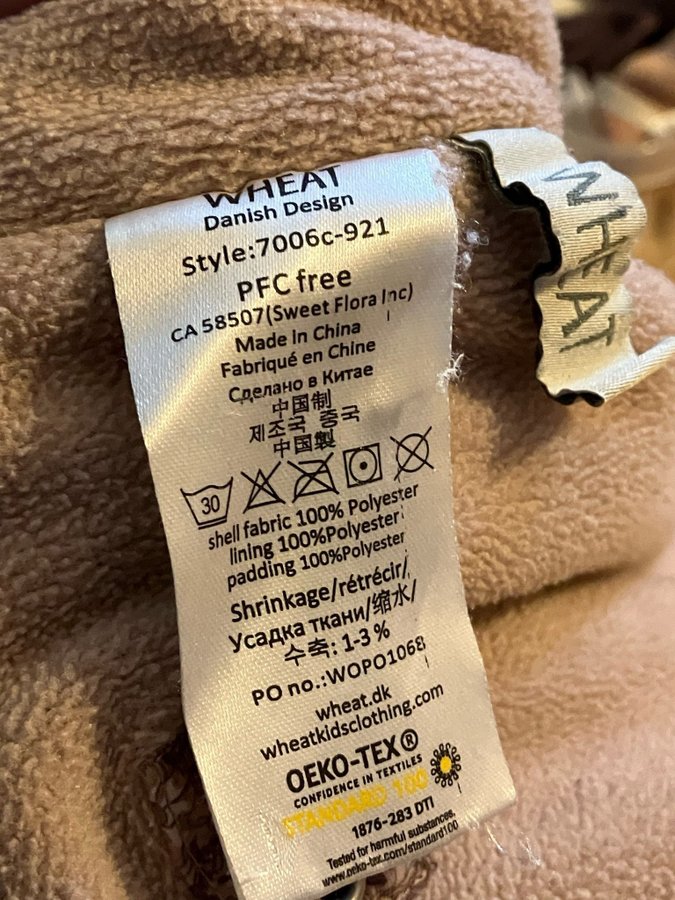 WHEAT
Danish Design
Style:7006c-921
PFC free
CA 58507(Sweet Flora Inc)
Made in China
Fabriqué en Chine
Сделано в Китае
中国制
제조국 중국
中国製
30
shell fabric 100% Polyester
lining 100%Polyester
padding 100%Polyester
Shrinkage/rétrécir/
Усадка ткани/缩水/
수축: 1-3 %
PO no.:WOPO1068
wheat.dk
wheatkidsclothing.com
OEKO-TEX®
CONFIDENCE IN TEXTILES
STANDARD 100
1876-283 DTI
Tested for harmful substances.
www.oeko-tex.com/standard100
WHEAT